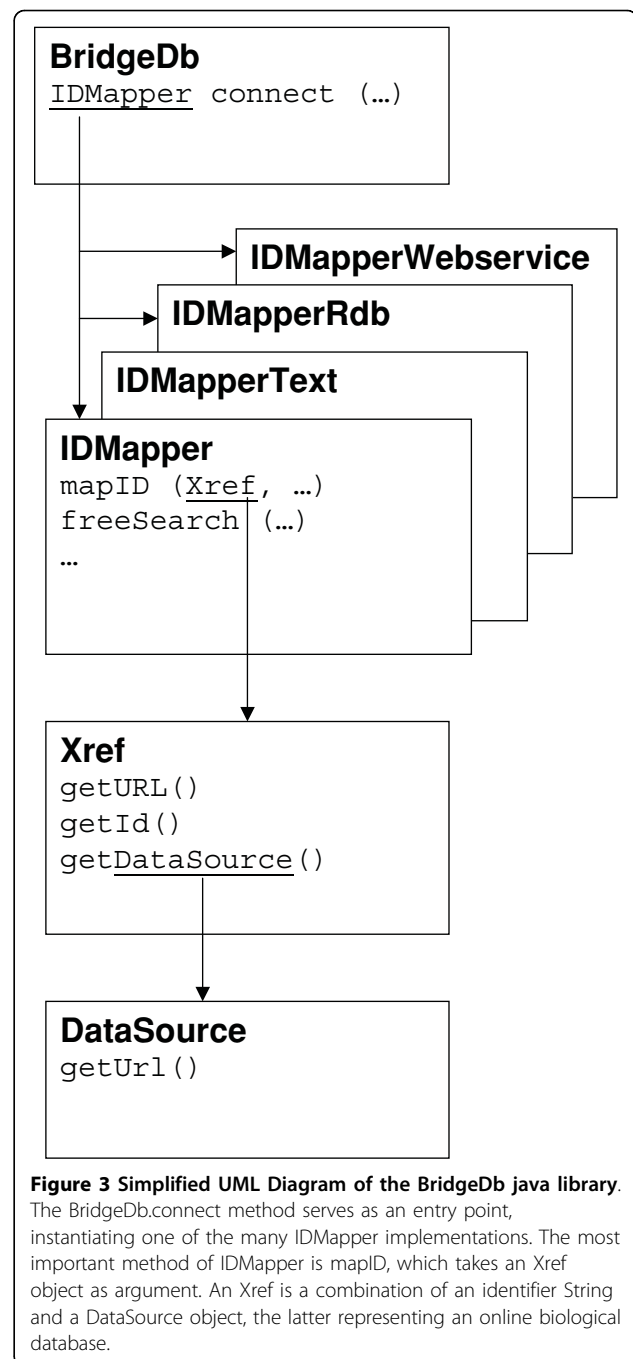 BridgeDb
IDMapper connect (…)
IDMapperWebservice
IDMapperRdb
IDMapperText
IDMapper
mapID (Xref, …)
freeSearch (…)
…
Xref
getURL()
getId()
getDataSource()
DataSource
getUrl()
Figure 3 Simplified UML Diagram of the BridgeDb java library.
The BridgeDb.connect method serves as an entry point,
instantiating one of the many IDMapper implementations. The most
important method of IDMapper is mapID, which takes an Xref
object as argument. An Xref is a combination of an identifier String
and a DataSource object, the latter representing an online biological
database.